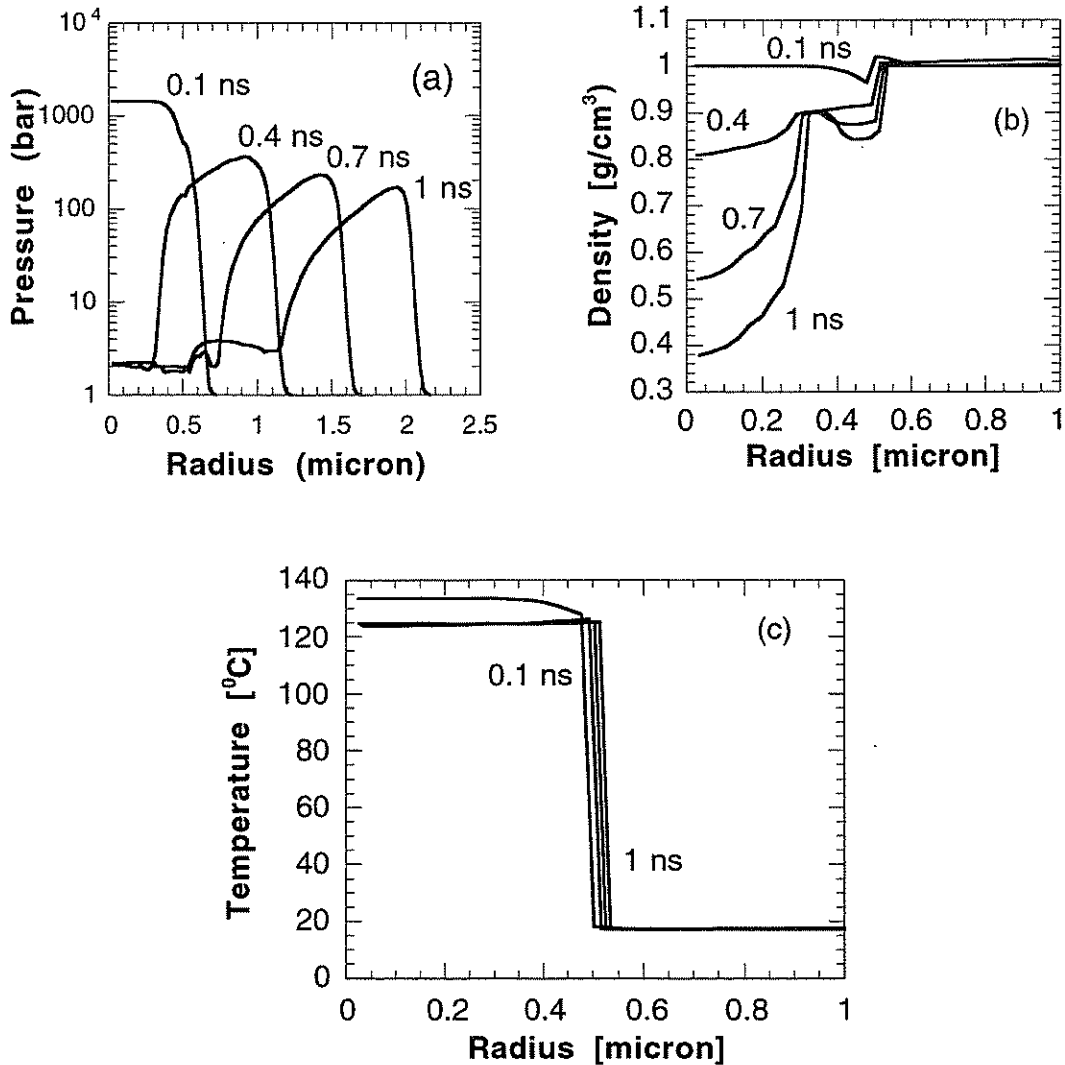 10⁴
1000
100
10
1
Pressure (bar)
0.1 ns
(a)
0.4 ns
0.7 ns
1 ns
0 0.5 1 1.5 2 2.5
Radius (micron)
1.1
1
0.9
0.8
0.7
0.6
0.5
0.4
0.3
Density [g/cm³]
0.1 ns
0.4
(b)
0.7
1 ns
0 0.2 0.4 0.6 0.8 1
Radius [micron]
140
120
100
80
60
40
20
0
Temperature [⁰C]
(c)
0.1 ns
1 ns
0 0.2 0.4 0.6 0.8 1
Radius [micron]